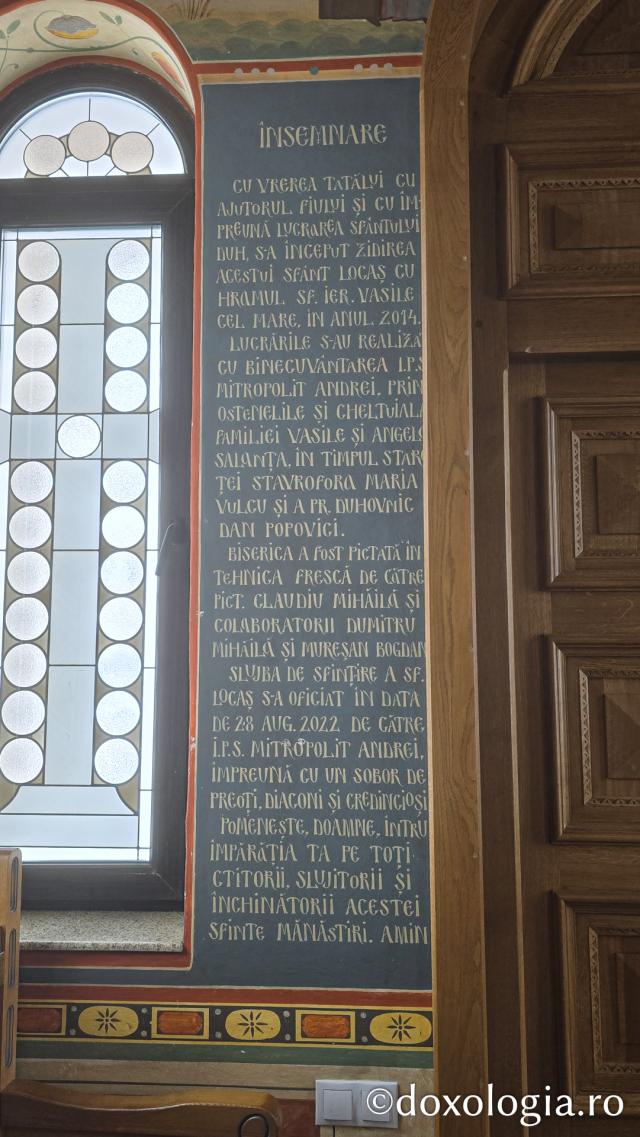 ÎNSEMNARE
CU VREREA TATĂLUI CU
AJUTORUL FIULUI ȘI CU ÎM-
PREUNĂ LUCRAREA SFÂNTULUI
DUH, S-A ÎNCEPUT ZIDIREA
ACESTUI SFÂNT LOCAȘ CU
HRAMUL SF. IER. VASILE
CEL MARE, ÎN ANUL 2014.
LUCRĂRILE S-AU REALIZA
CU BINECUVÂNTAREA I.P.S
MITROPOLIT ANDREI, PRIN
OSTENELILE ȘI CHELTUIALA
FAMILIEI VASILE ȘI ANGELA
SALANȚA, ÎN TIMPUL STARE
ȚEI STAVROFORA MARIA
VULCU ȘI A PR. DUHOVNIC
DAN POPOVICI.
BISERICA A FOST PICTATĂ ÎN
TEHNICA FRESCĂ DE CĂTRE
PICT. CLAUDIU MIHĂILĂ ȘI
COLABORATORII DUMITRU
MIHĂILĂ ȘI MUREȘAN BOGDAN
SLUJBA DE SFINȚIRE A SF.
LOCAȘ S-A OFICIAT ÎN DATA
DE 28 AUG. 2022 DE CĂTRE
Î.P.S. MITROPOLIT ANDREI,
ÎMPREUNĂ CU UN SOBOR DE
PREOȚI, DIACONI ȘI CREDINCIOȘI
POMENEȘTE, DOAMNE, ÎNTRU
ÎMPĂRĂȚIA TA PE TOȚI
CTITORII, SLUJITORII ȘI
ÎNCHINĂTORII ACESTEI
SFINTE MĂNĂSTIRI. AMIN
©doxologia.ro